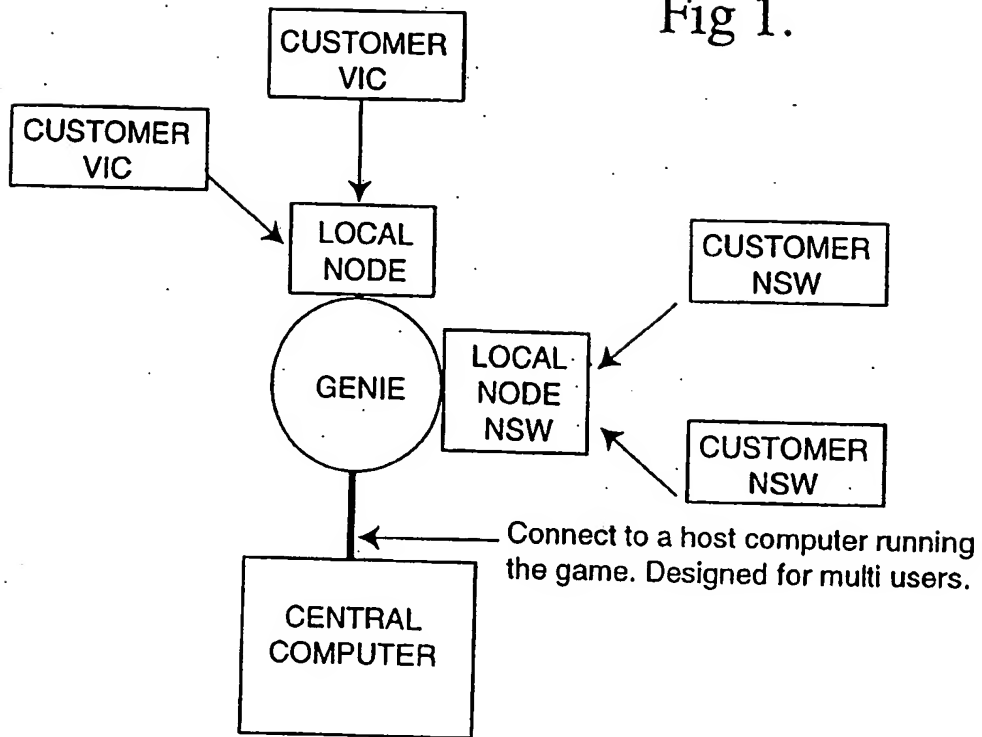 Fig 1.
CUSTOMER
VIC
CUSTOMER
VIC
LOCAL
NODE
CUSTOMER
NSW
GENIE
LOCAL
NODE
NSW
CUSTOMER
NSW
Connect to a host computer running
the game. Designed for multi users.
CENTRAL
COMPUTER